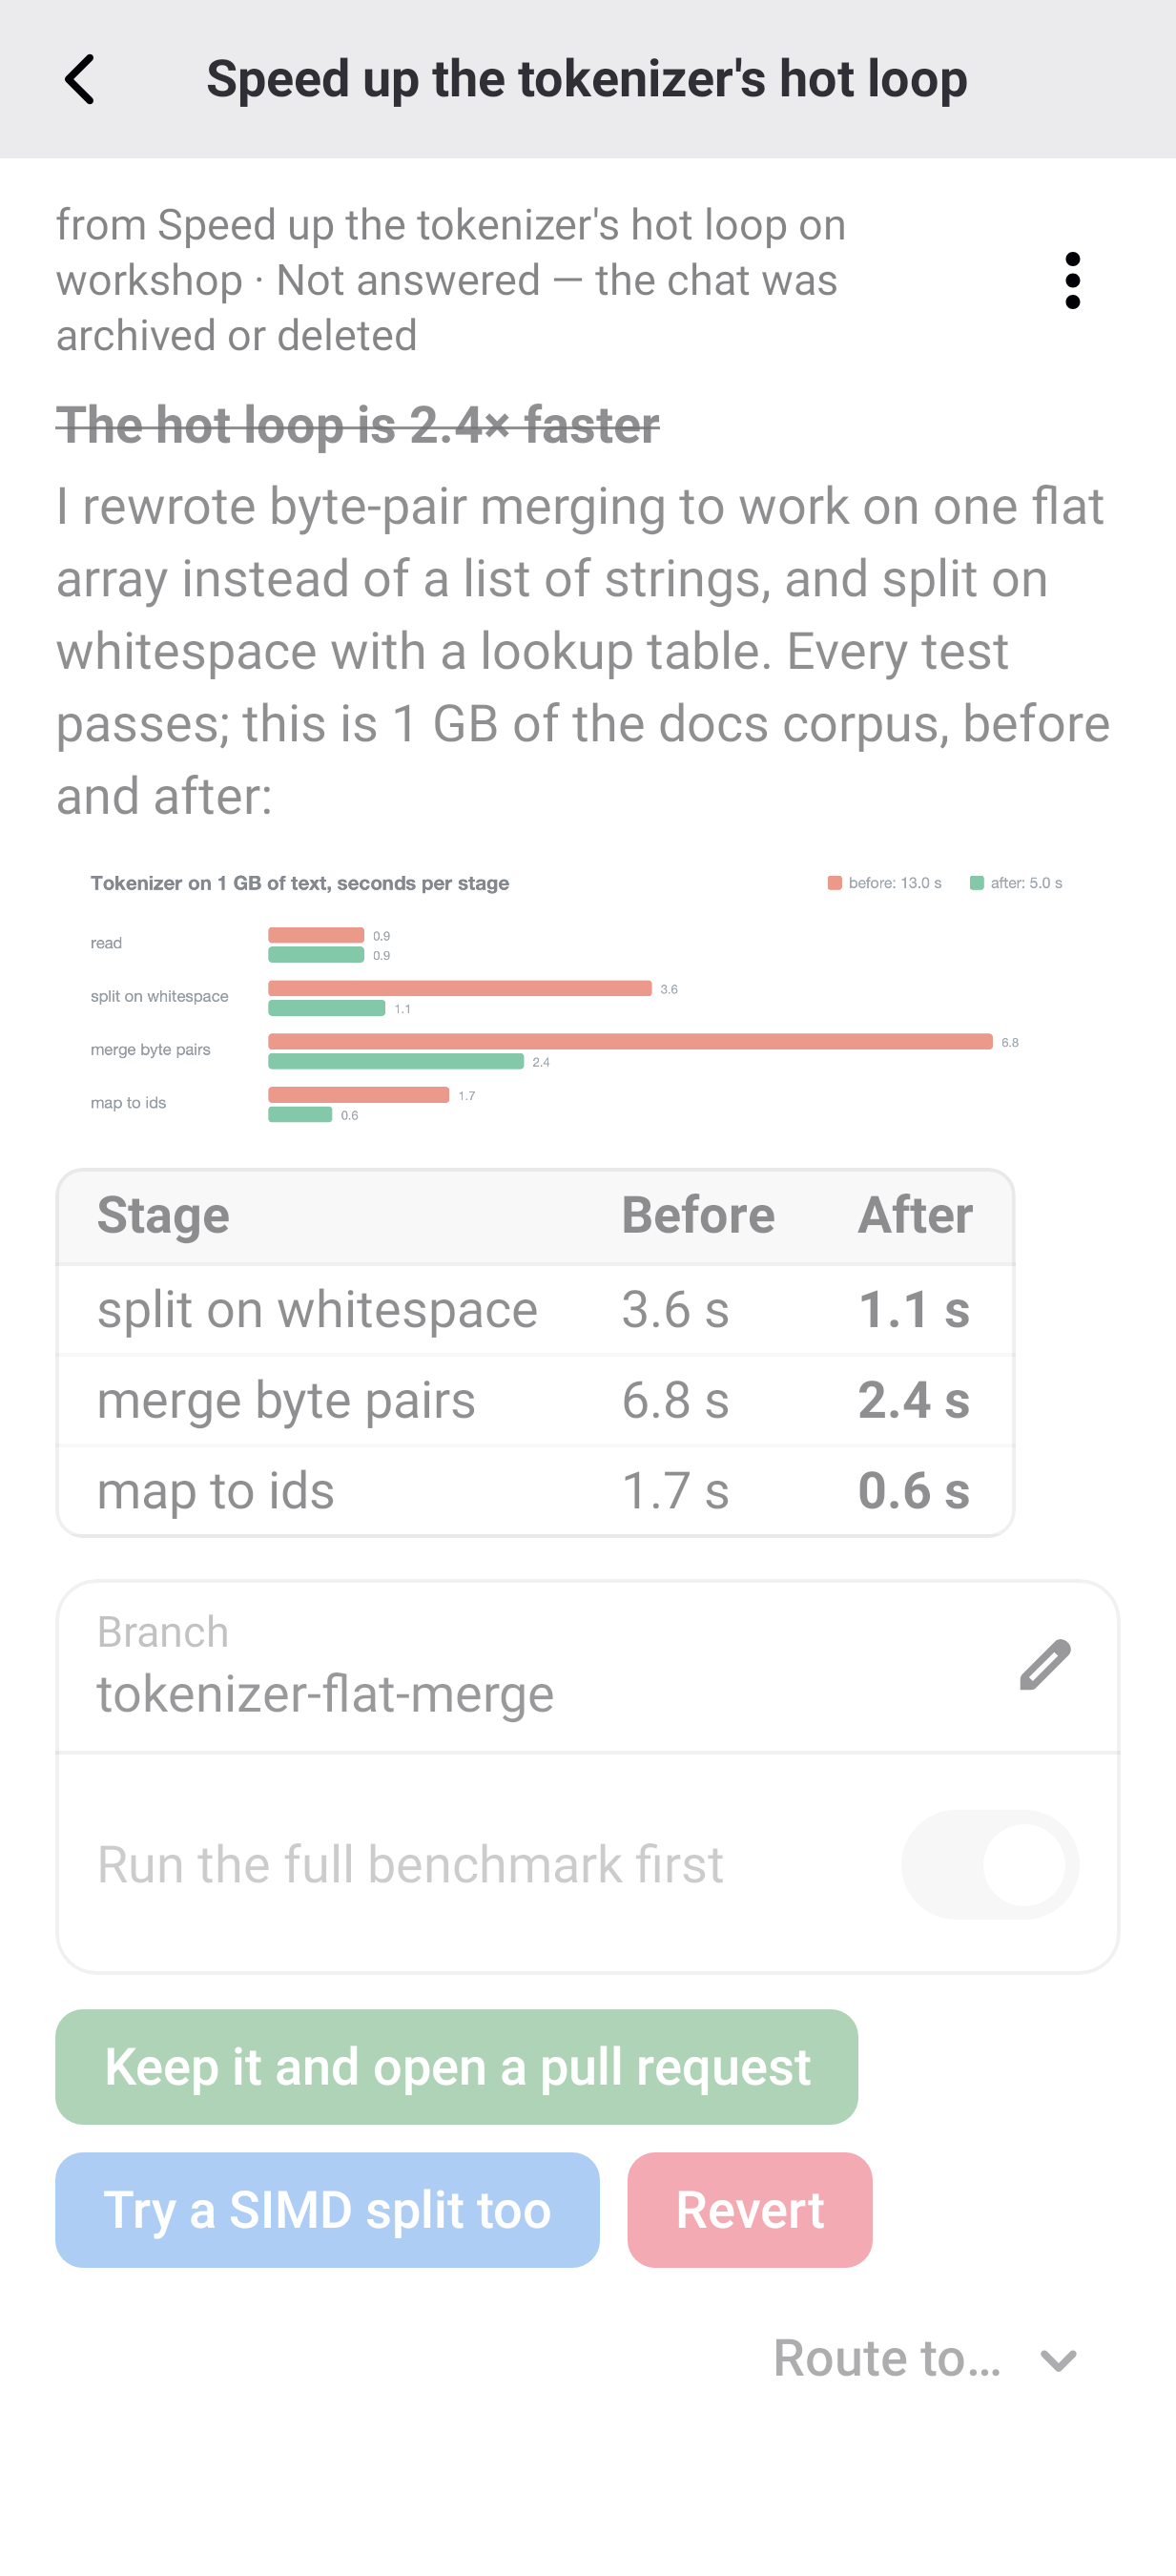 Speed up the tokenizer's hot loop
from Speed up the tokenizer's hot loop on
workshop · Not answered — the chat was
archived or deleted
The hot loop is 2.4× faster
I rewrote byte-pair merging to work on one flat
array instead of a list of strings, and split on
whitespace with a lookup table. Every test
passes; this is 1 GB of the docs corpus, before
and after:
Tokenizer on 1 GB of text, seconds per stage before: 13.0 s after: 5.0 s
read 0.9
0.9
split on whitespace 3.6
1.1
merge byte pairs 6.8
2.4
map to ids 1.7
0.6
Stage Before After
split on whitespace 3.6 s 1.1 s
merge byte pairs 6.8 s 2.4 s
map to ids 1.7 s 0.6 s
Branch
tokenizer-flat-merge
Run the full benchmark first
Keep it and open a pull request
Try a SIMD split too Revert
Route to...